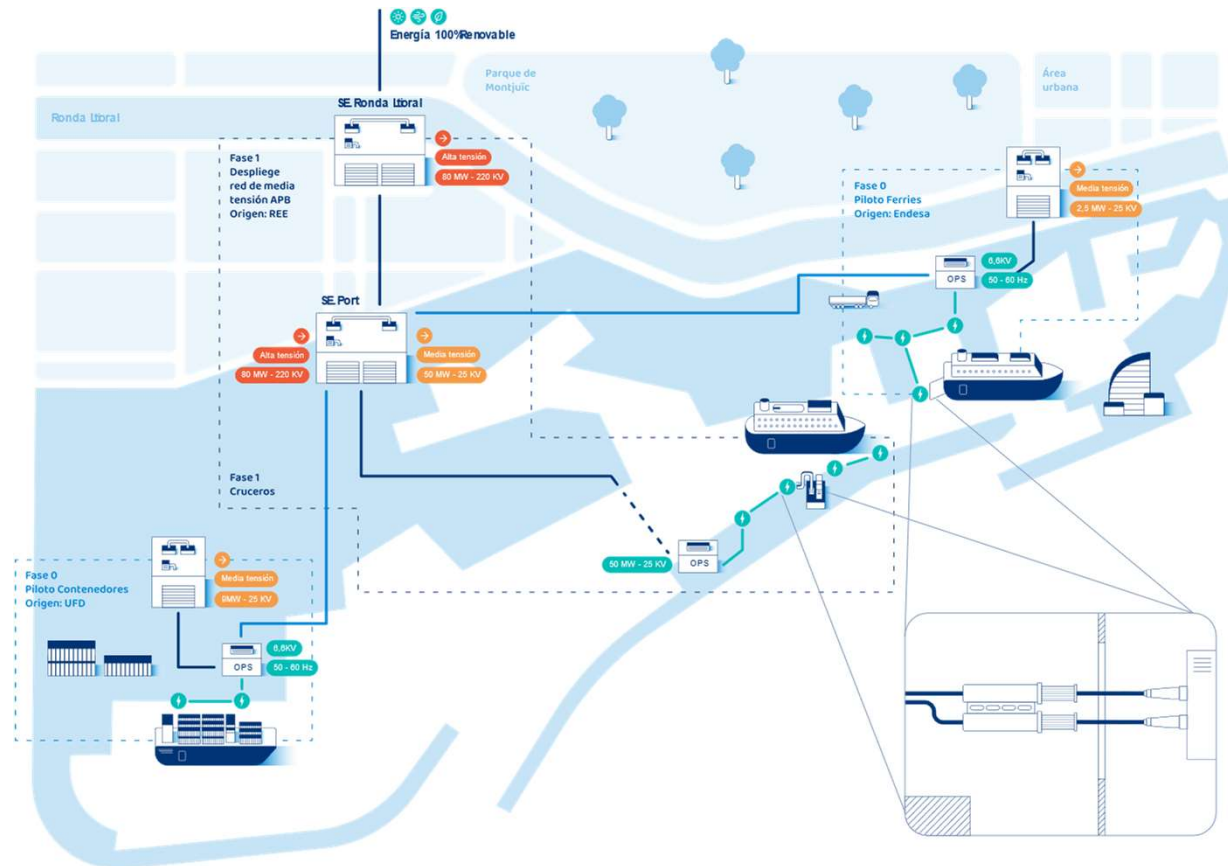 Energía 100%Renovable
Parque de
Montjuïc
Área
urbana
Ronda Litoral
SE. Ronda Litoral
Alta tensión
80 MW - 220 KV
Fase 1
Despliege
red de media
tensión APB
Origen: REE
Fase 0
Piloto Ferries
Origen: Endesa
Media tensión
2,5 MW - 25 KV
6,6KV
OPS
50 - 60 Hz
SE. Port
Alta tensión
80 MW - 220 KV
Media tensión
50 MW - 25 KV
Fase 1
Cruceros
50 MW - 25 KV
OPS
Fase 0
Piloto Contenedores
Origen: UFD
Media tensión
9MW - 25 KV
6,6KV
OPS
50 - 60 Hz